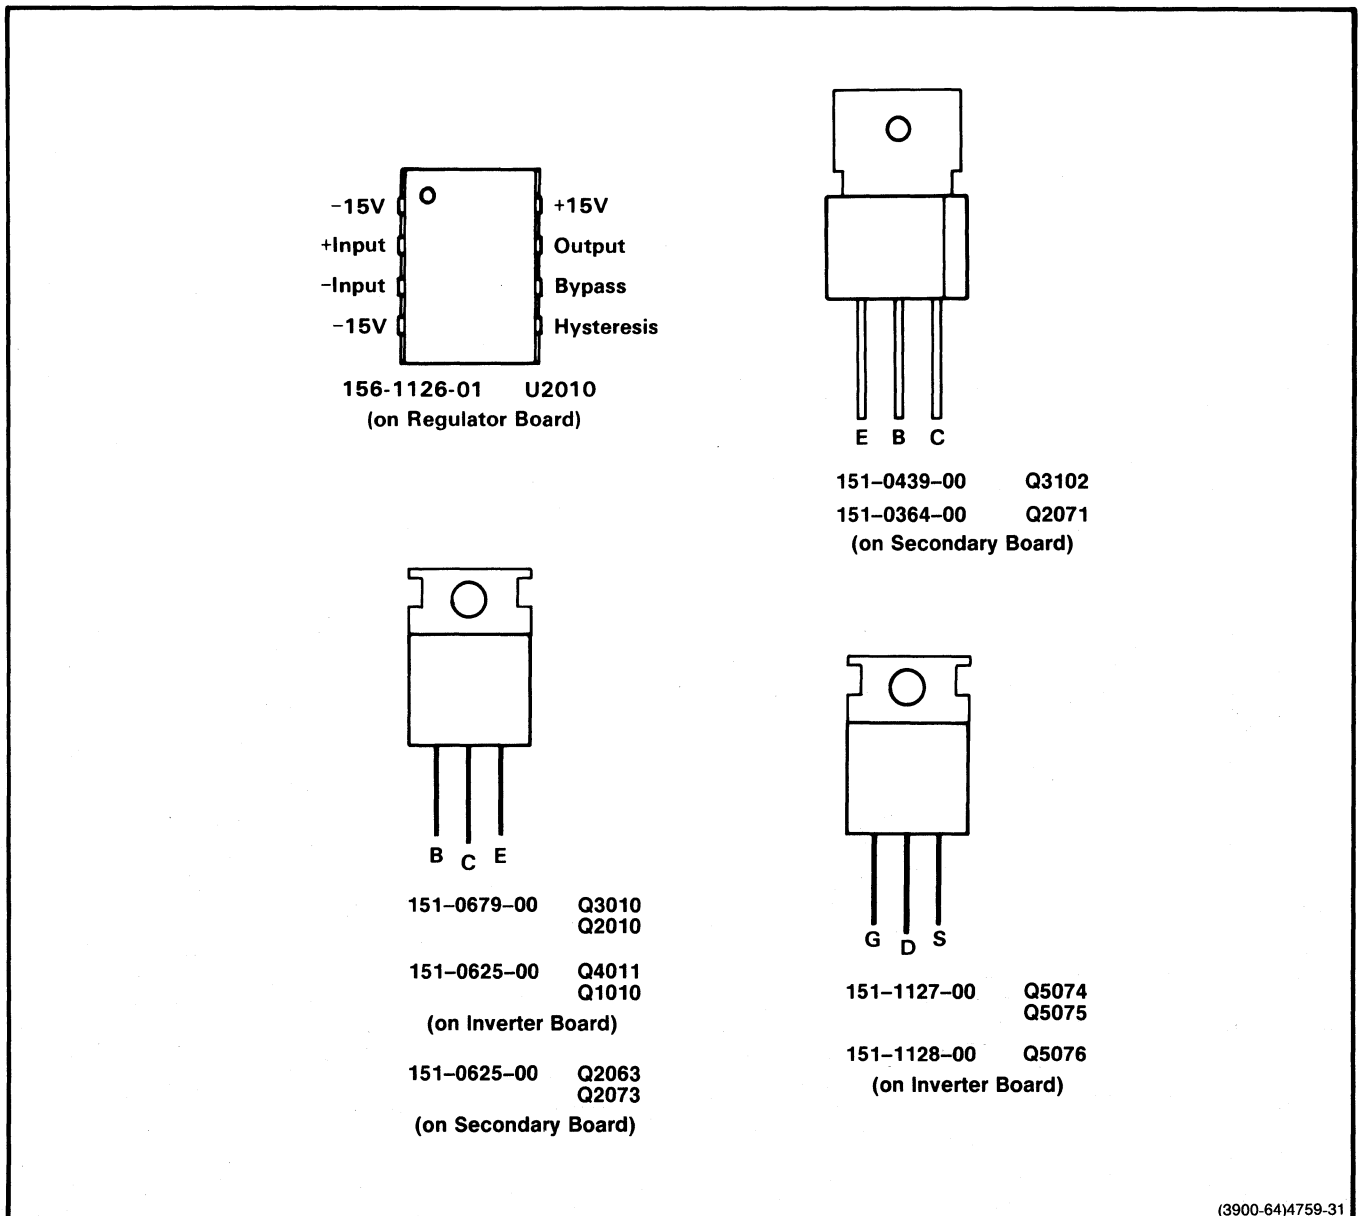 -15V +15V
+Input Output
-Input Bypass
-15V Hysteresis
156-1126-01 U2010
(on Regulator Board)
E B C
151-0439-00 Q3102
151-0364-00 Q2071
(on Secondary Board)
B C E
151-0679-00 Q3010
Q2010
151-0625-00 Q4011
Q1010
(on Inverter Board)
151-0625-00 Q2063
Q2073
(on Secondary Board)
G D S
151-1127-00 Q5074
Q5075
151-1128-00 Q5076
(on Inverter Board)
(3900-64)4759-31